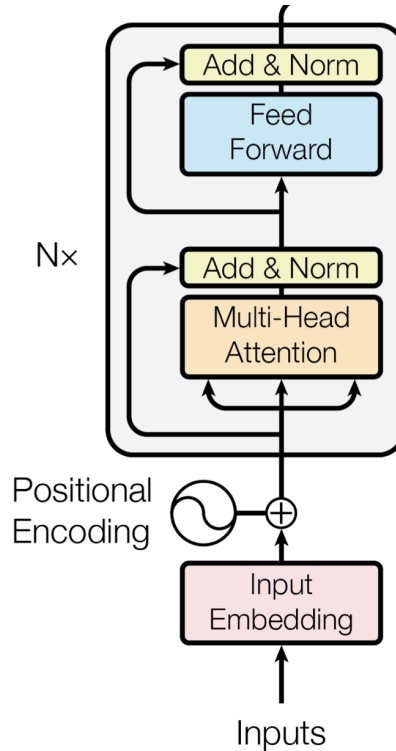 Add & Norm
Feed
Forward
N×
Add & Norm
Multi-Head
Attention
Positional
Encoding
Input
Embedding
Inputs